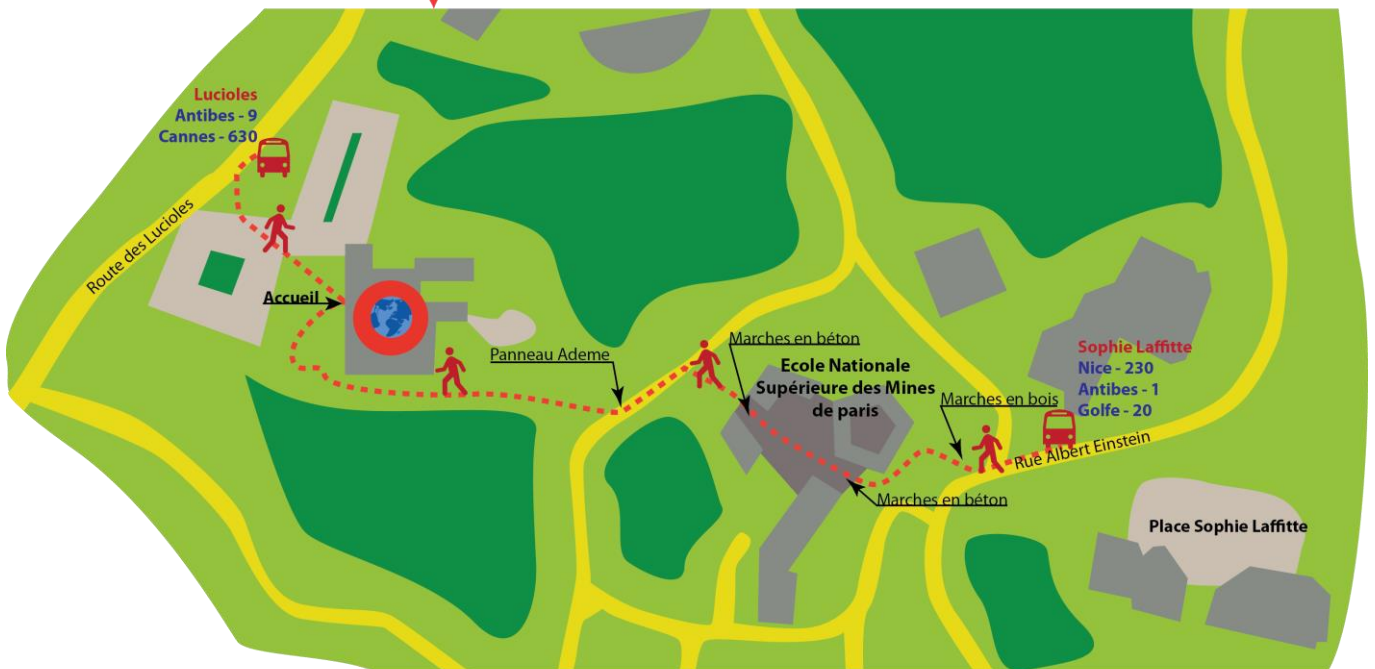 Lucioles
Antibes - 9
Cannes - 630
Route des Lucioles
Accueil
Panneau Ademe
Marches en béton
Ecole Nationale
Supérieure des Mines
de paris
Sophie Laffitte
Nice - 230
Antibes - 1
Golfe - 20
Marches en bois
Rue Albert Einstein
Marches en béton
Place Sophie Laffitte